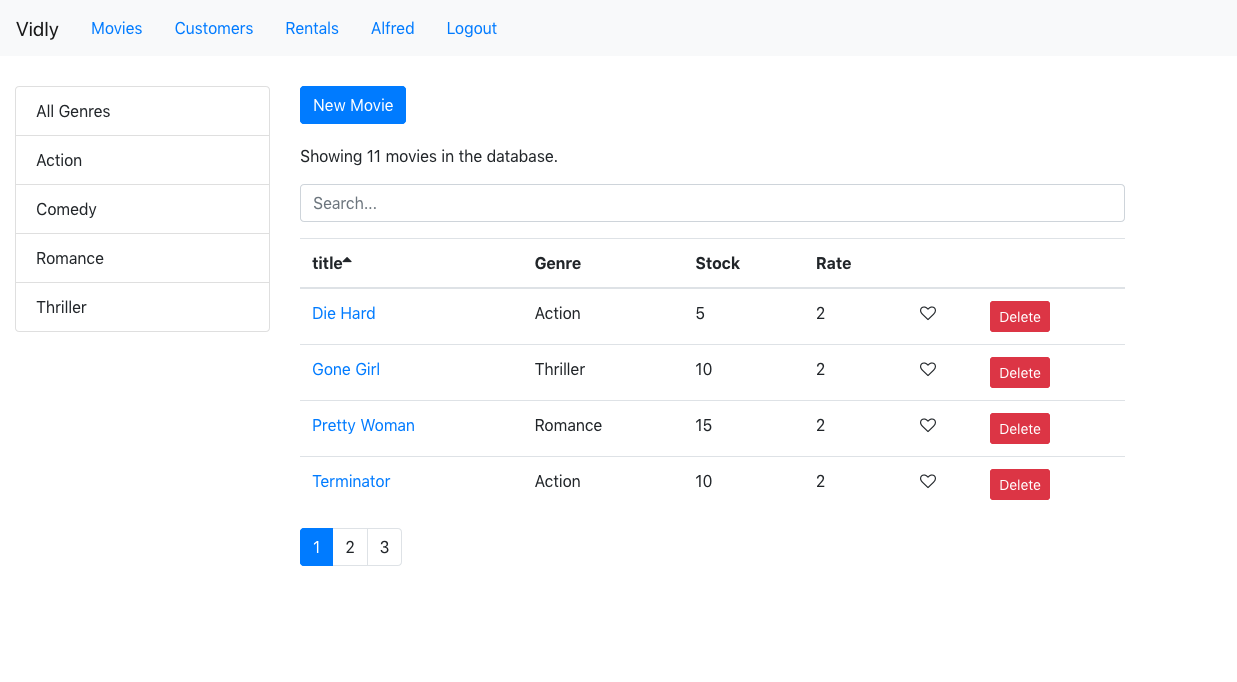 Vidly Movies Customers Rentals Alfred Logout
All Genres
Action
Comedy
Romance
Thriller
New Movie
Showing 11 movies in the database.
Search...
title Genre Stock Rate
Die Hard Action 5 2 Delete
Gone Girl Thriller 10 2 Delete
Pretty Woman Romance 15 2 Delete
Terminator Action 10 2 Delete
1 2 3